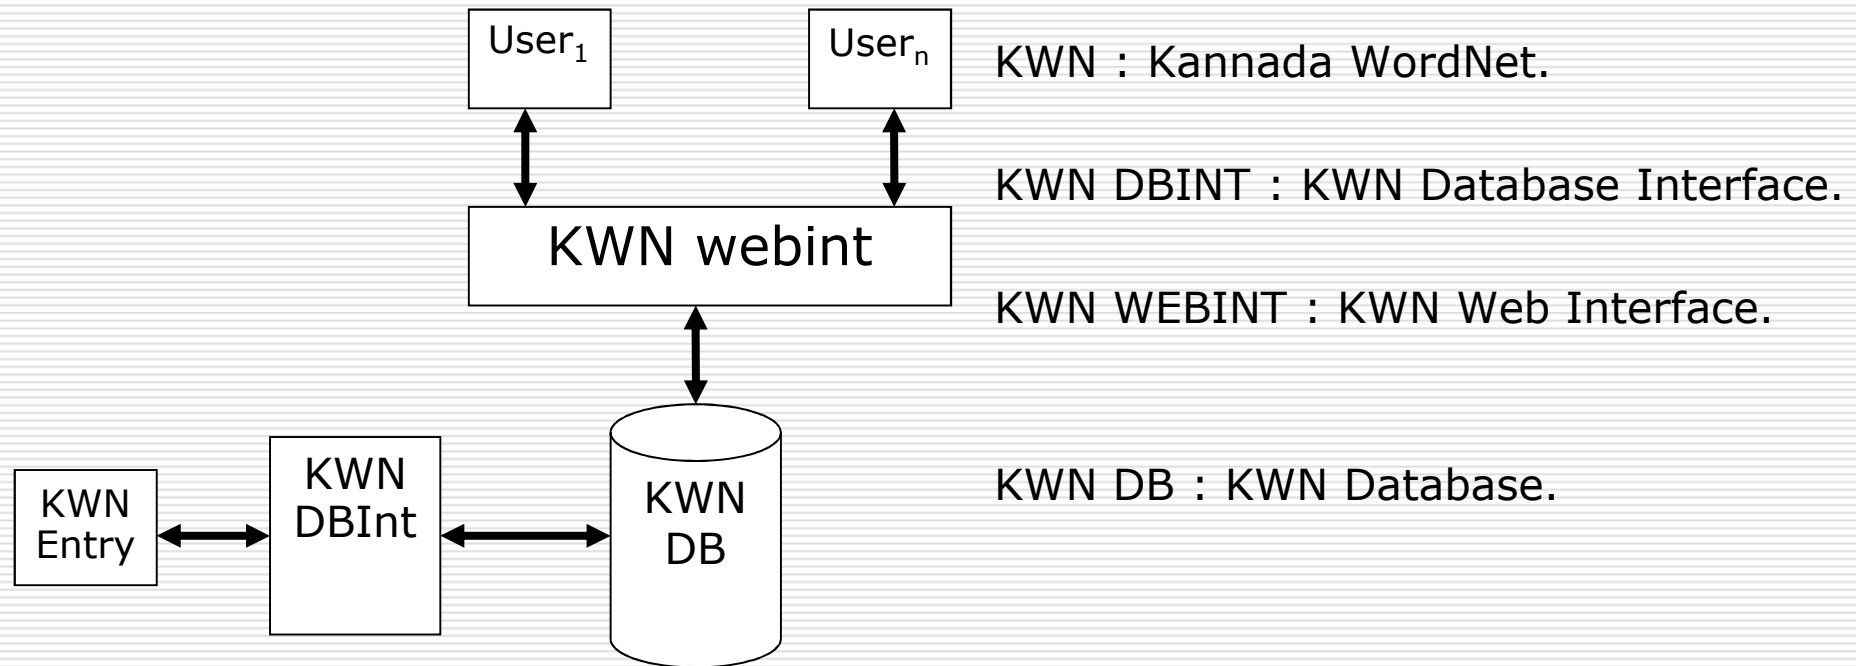 User₁
Userₙ
KWN webint
KWN
Entry
KWN
DBInt
KWN
DB
KWN : Kannada WordNet.
KWN DBINT : KWN Database Interface.
KWN WEBINT : KWN Web Interface.
KWN DB : KWN Database.